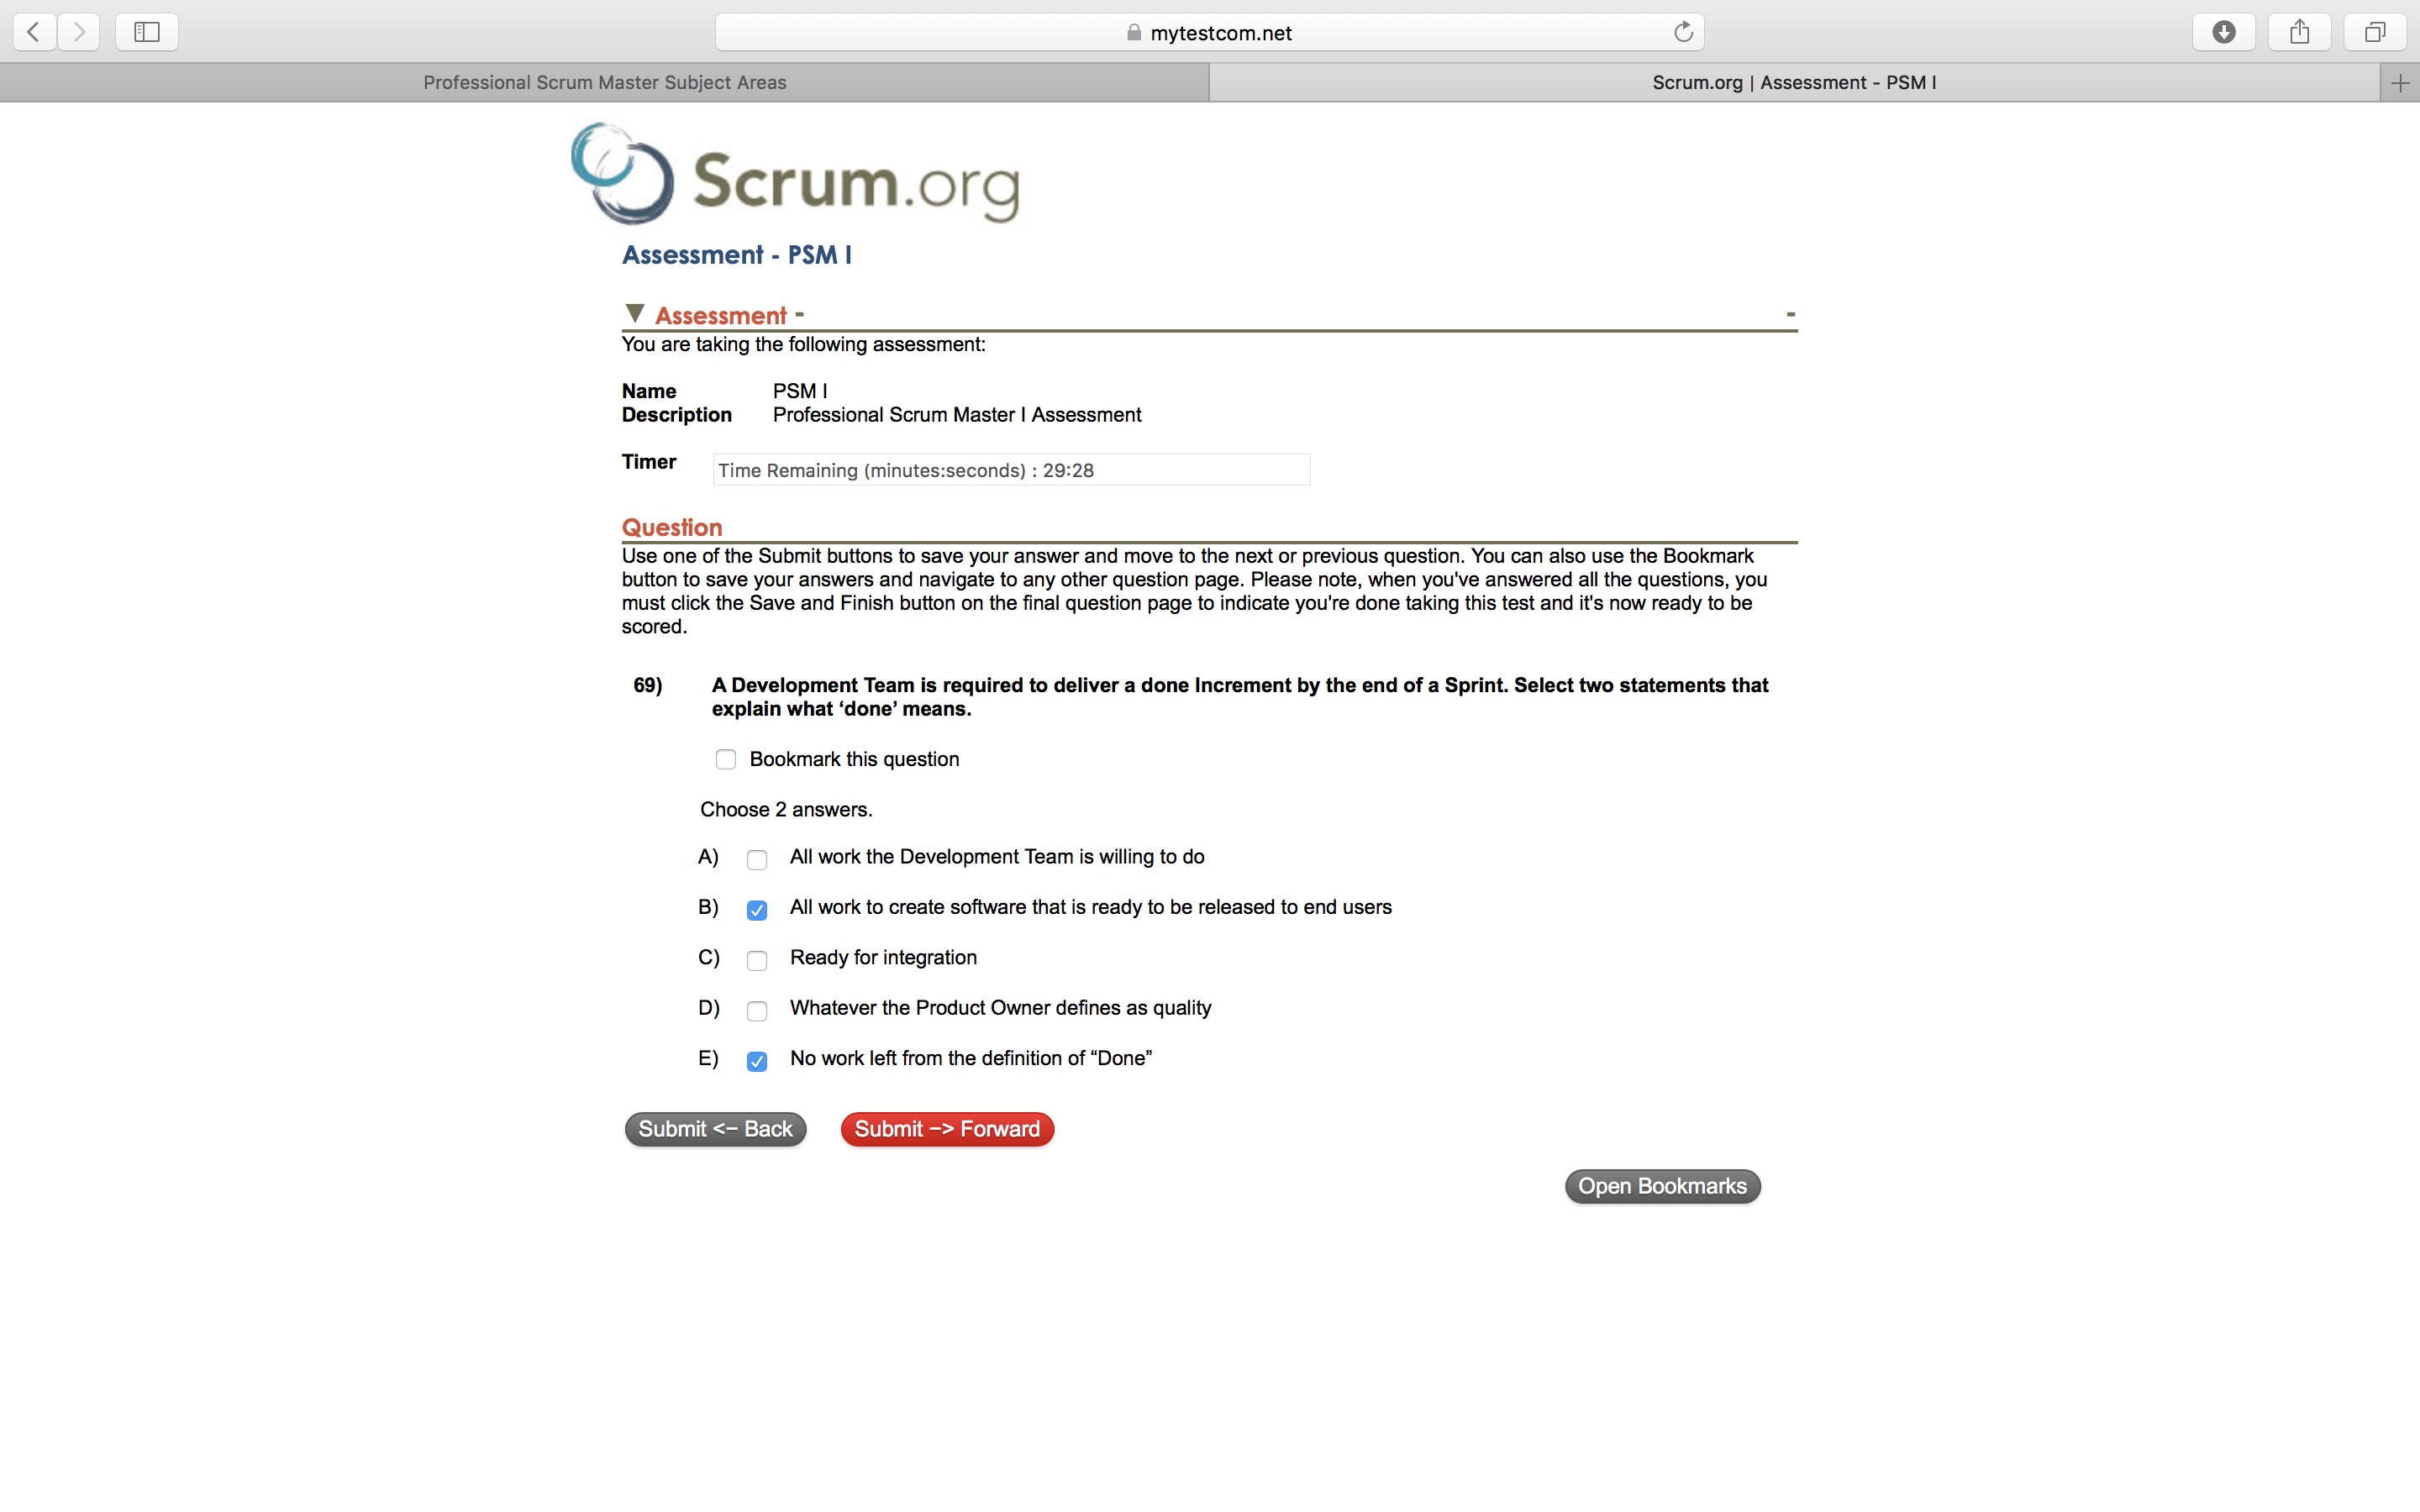 mytestcom.net
Professional Scrum Master Subject Areas
Scrum.org | Assessment - PSM I
Scrum.org
Assessment - PSM I
Assessment -
-
You are taking the following assessment:
Name PSM I
Description Professional Scrum Master I Assessment
Timer Time Remaining (minutes:seconds) : 29:28
Question
Use one of the Submit buttons to save your answer and move to the next or previous question. You can also use the Bookmark
button to save your answers and navigate to any other question page. Please note, when you've answered all the questions, you
must click the Save and Finish button on the final question page to indicate you're done taking this test and it's now ready to be
scored.
69) A Development Team is required to deliver a done Increment by the end of a Sprint. Select two statements that
explain what ‘done’ means.
Bookmark this question
Choose 2 answers.
A) All work the Development Team is willing to do
B) All work to create software that is ready to be released to end users
C) Ready for integration
D) Whatever the Product Owner defines as quality
E) No work left from the definition of “Done”
Submit <– Back Submit –> Forward
Open Bookmarks